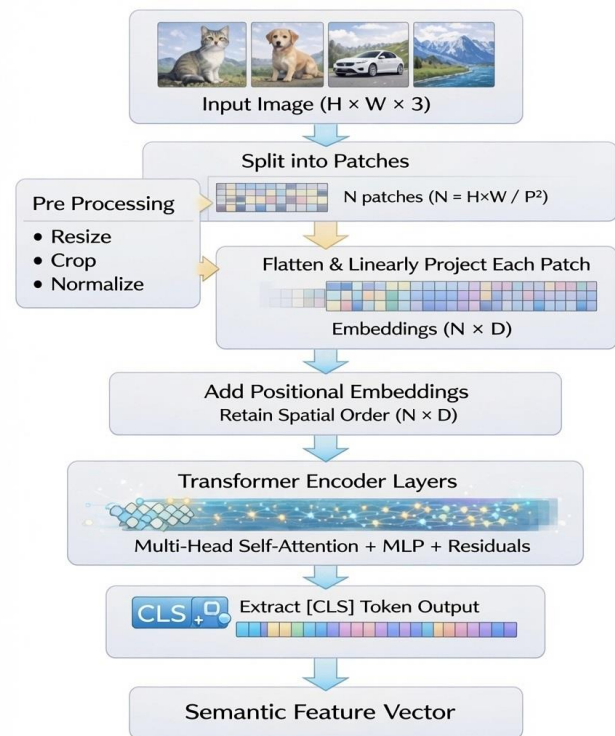 Input Image (H × W × 3)
Split into Patches
N patches (N = H×W / P²)
Pre Processing
• Resize
• Crop
• Normalize
Flatten & Linearly Project Each Patch
Embeddings (N × D)
Add Positional Embeddings
Retain Spatial Order (N × D)
Transformer Encoder Layers
Multi-Head Self-Attention + MLP + Residuals
CLS
Extract [CLS] Token Output
Semantic Feature Vector